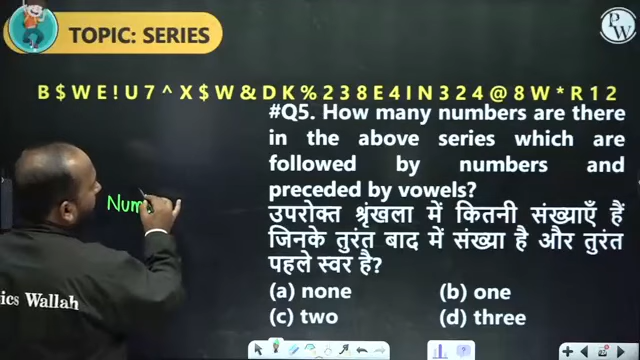 TOPIC: SERIES
PW
B $ W E ! U 7 ^ X $ W & D K % 2 3 8 E 4 I N 3 2 4 @ 8 W * R 1 2
#Q5. How many numbers are there
in the above series which are
followed by numbers and
preceded by vowels?
Num
उपरोक्त श्रृंखला में कितनी संख्याएँ हैं
जिनके तुरंत बाद में संख्या है और तुरंत
पहले स्वर है?
ics Wallah
(a) none (b) one
(c) two (d) three